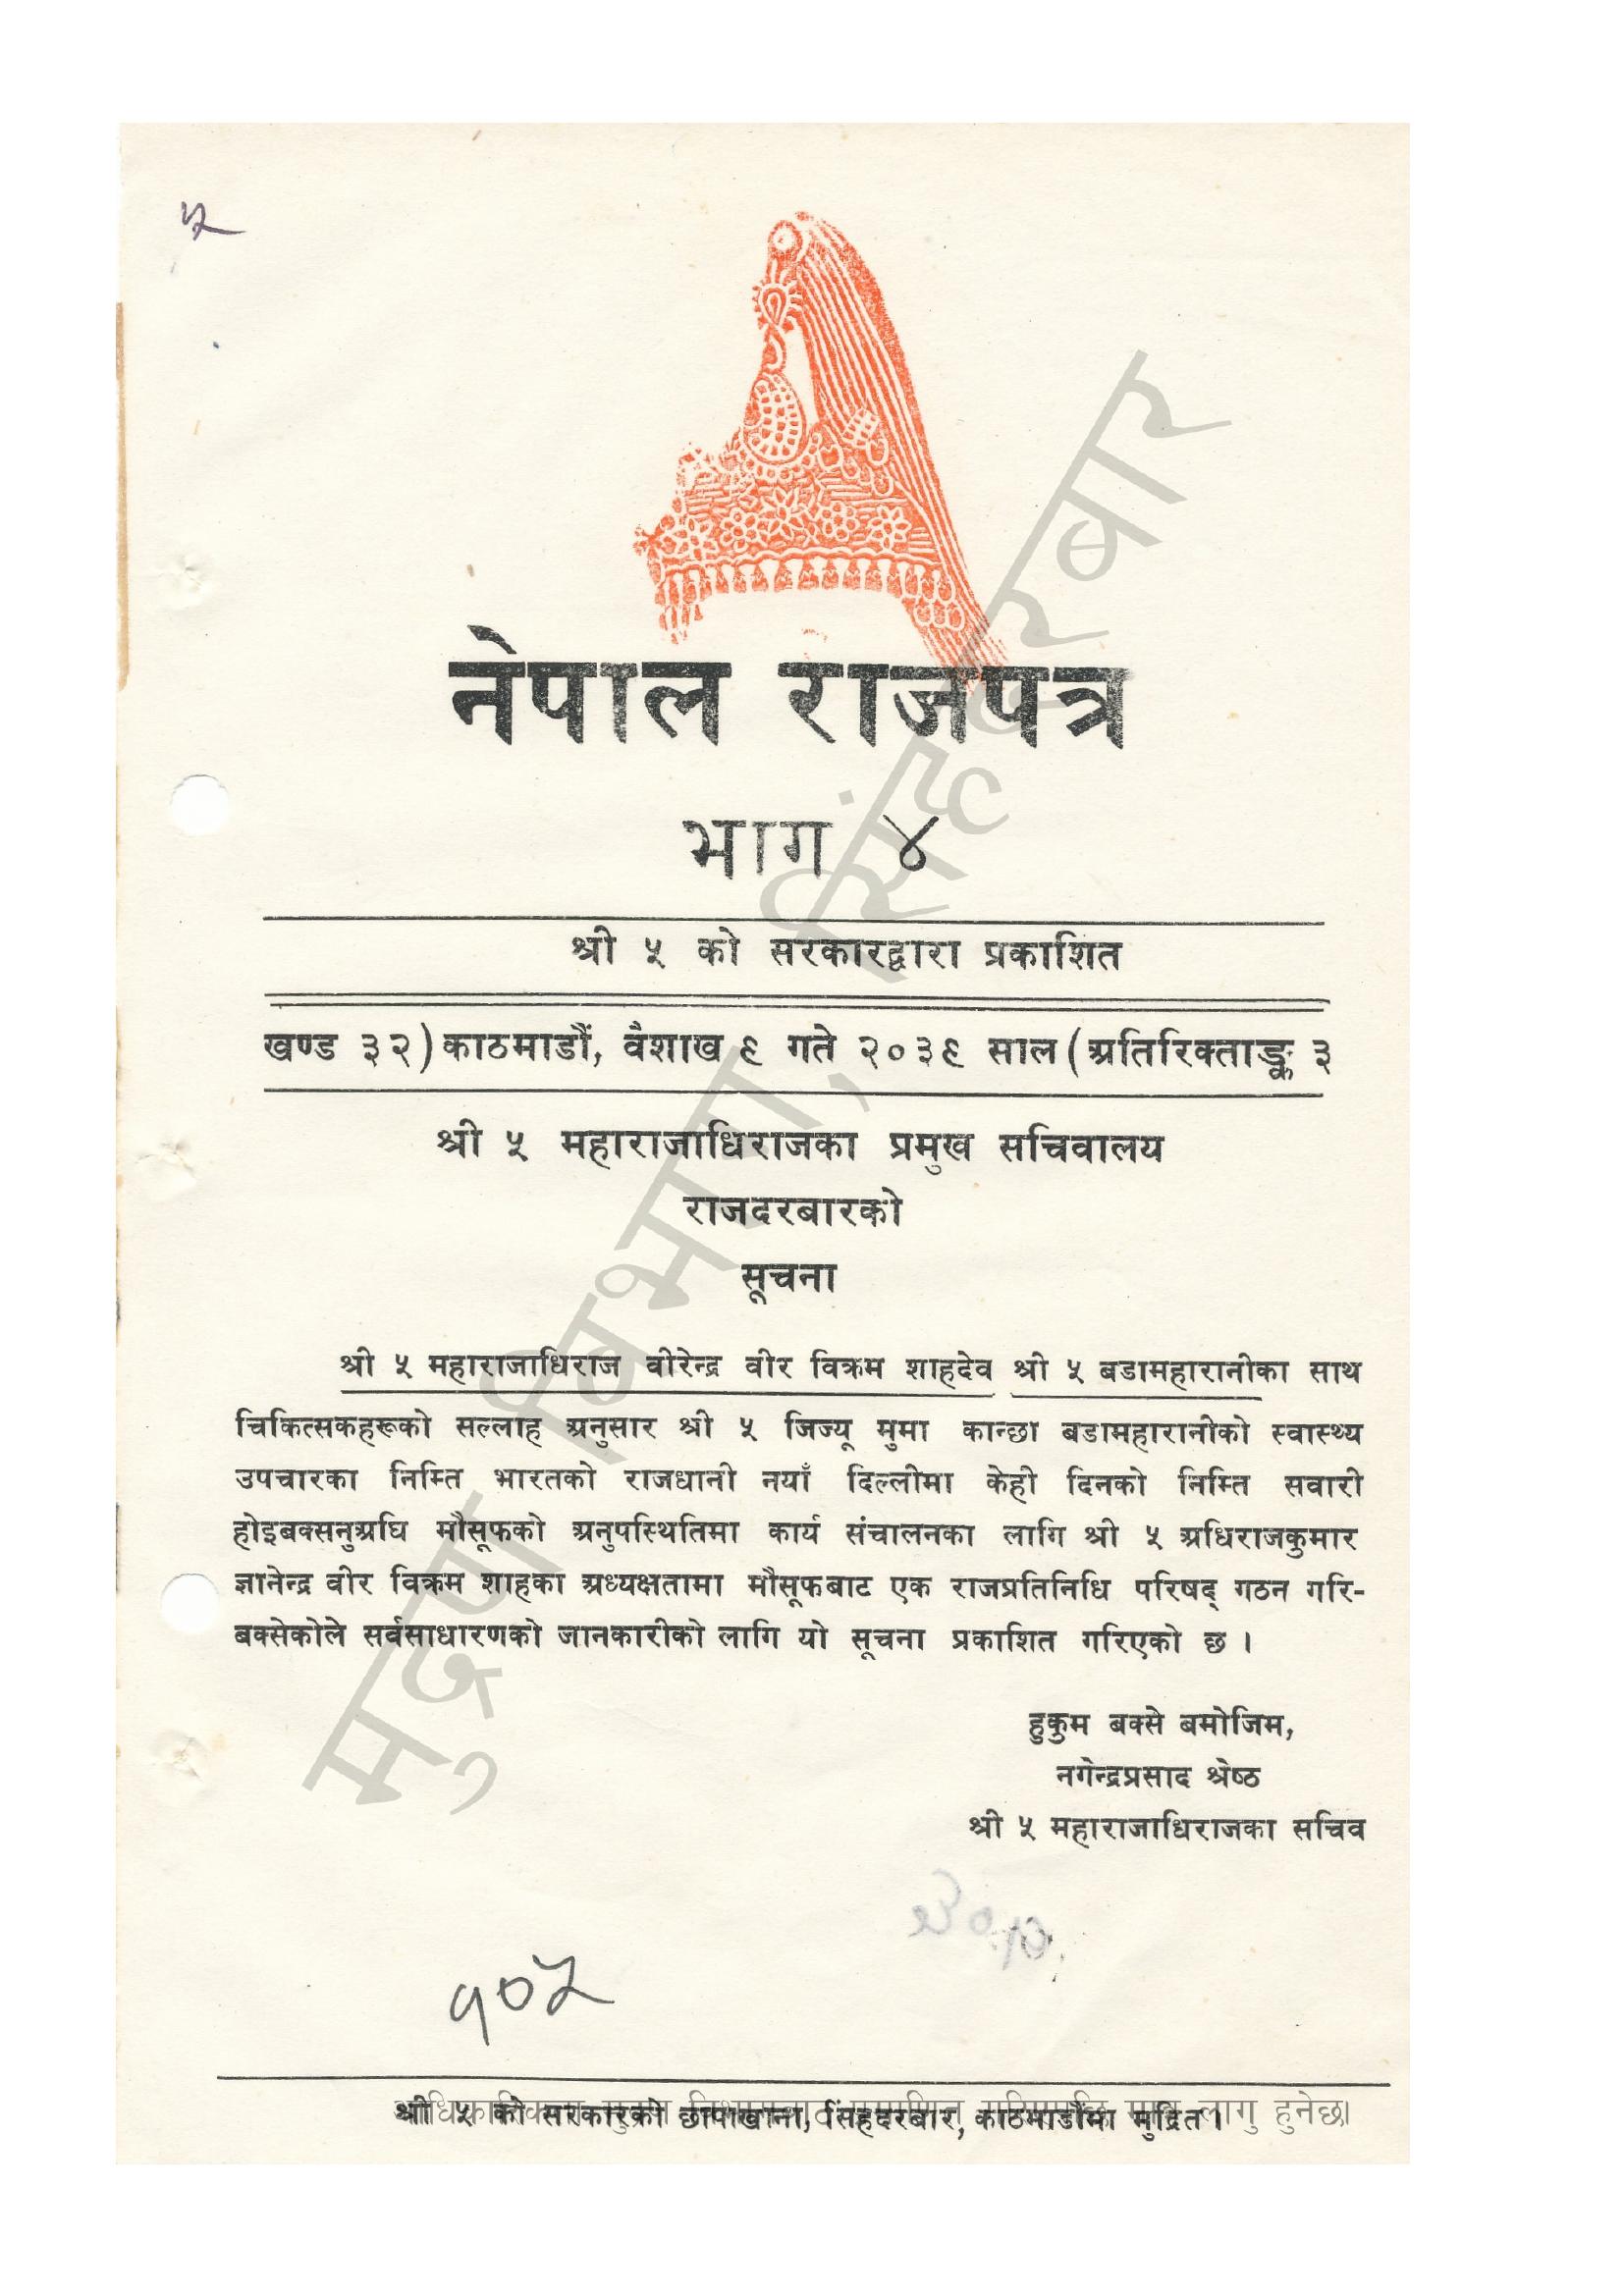 ५
नेपाल राजपत्र
भाग ४
श्री ५ को सरकारद्वारा प्रकाशित
खण्ड ३२) काठमाडौं, वैशाख ९ गते २०३९ साल (अतिरिक्ताङ्क ३
श्री ५ महाराजाधिराजका प्रमुख सचिवालय
राजदरबारको
सूचना
श्री ५ महाराजाधिराज वीरेन्द्र वीर विक्रम शाहदेव श्री ५ बडामहारानीका साथ
चिकित्सकहरूको सल्लाह अनुसार श्री ५ जिज्यू मुमा कान्छा बडामहारानीको स्वास्थ्य
उपचारका निम्ति भारतको राजधानी नयाँ दिल्लीमा केही दिनको निम्ति सवारी
होइबक्सनुअघि मौसूफको अनुपस्थितिमा कार्य संचालनका लागि श्री ५ अधिराजकुमार
ज्ञानेन्द्र वीर विक्रम शाहका अध्यक्षतामा मौसूफबाट एक राजप्रतिनिधि परिषद् गठन गरि-
बक्सेकोले सर्वसाधारणको जानकारीको लागि यो सूचना प्रकाशित गरिएको छ ।
हुकुम बक्से बमोजिम,
नगेन्द्रप्रसाद श्रेष्ठ
श्री ५ महाराजाधिराजका सचिव
१०५
श्री ५ को सरकारको छापाखाना, सिंहदरबार, काठमाडौंमा मुद्रित ।
लागु हुनेछ।
मुद्रण विभाग, सिंहदरबार